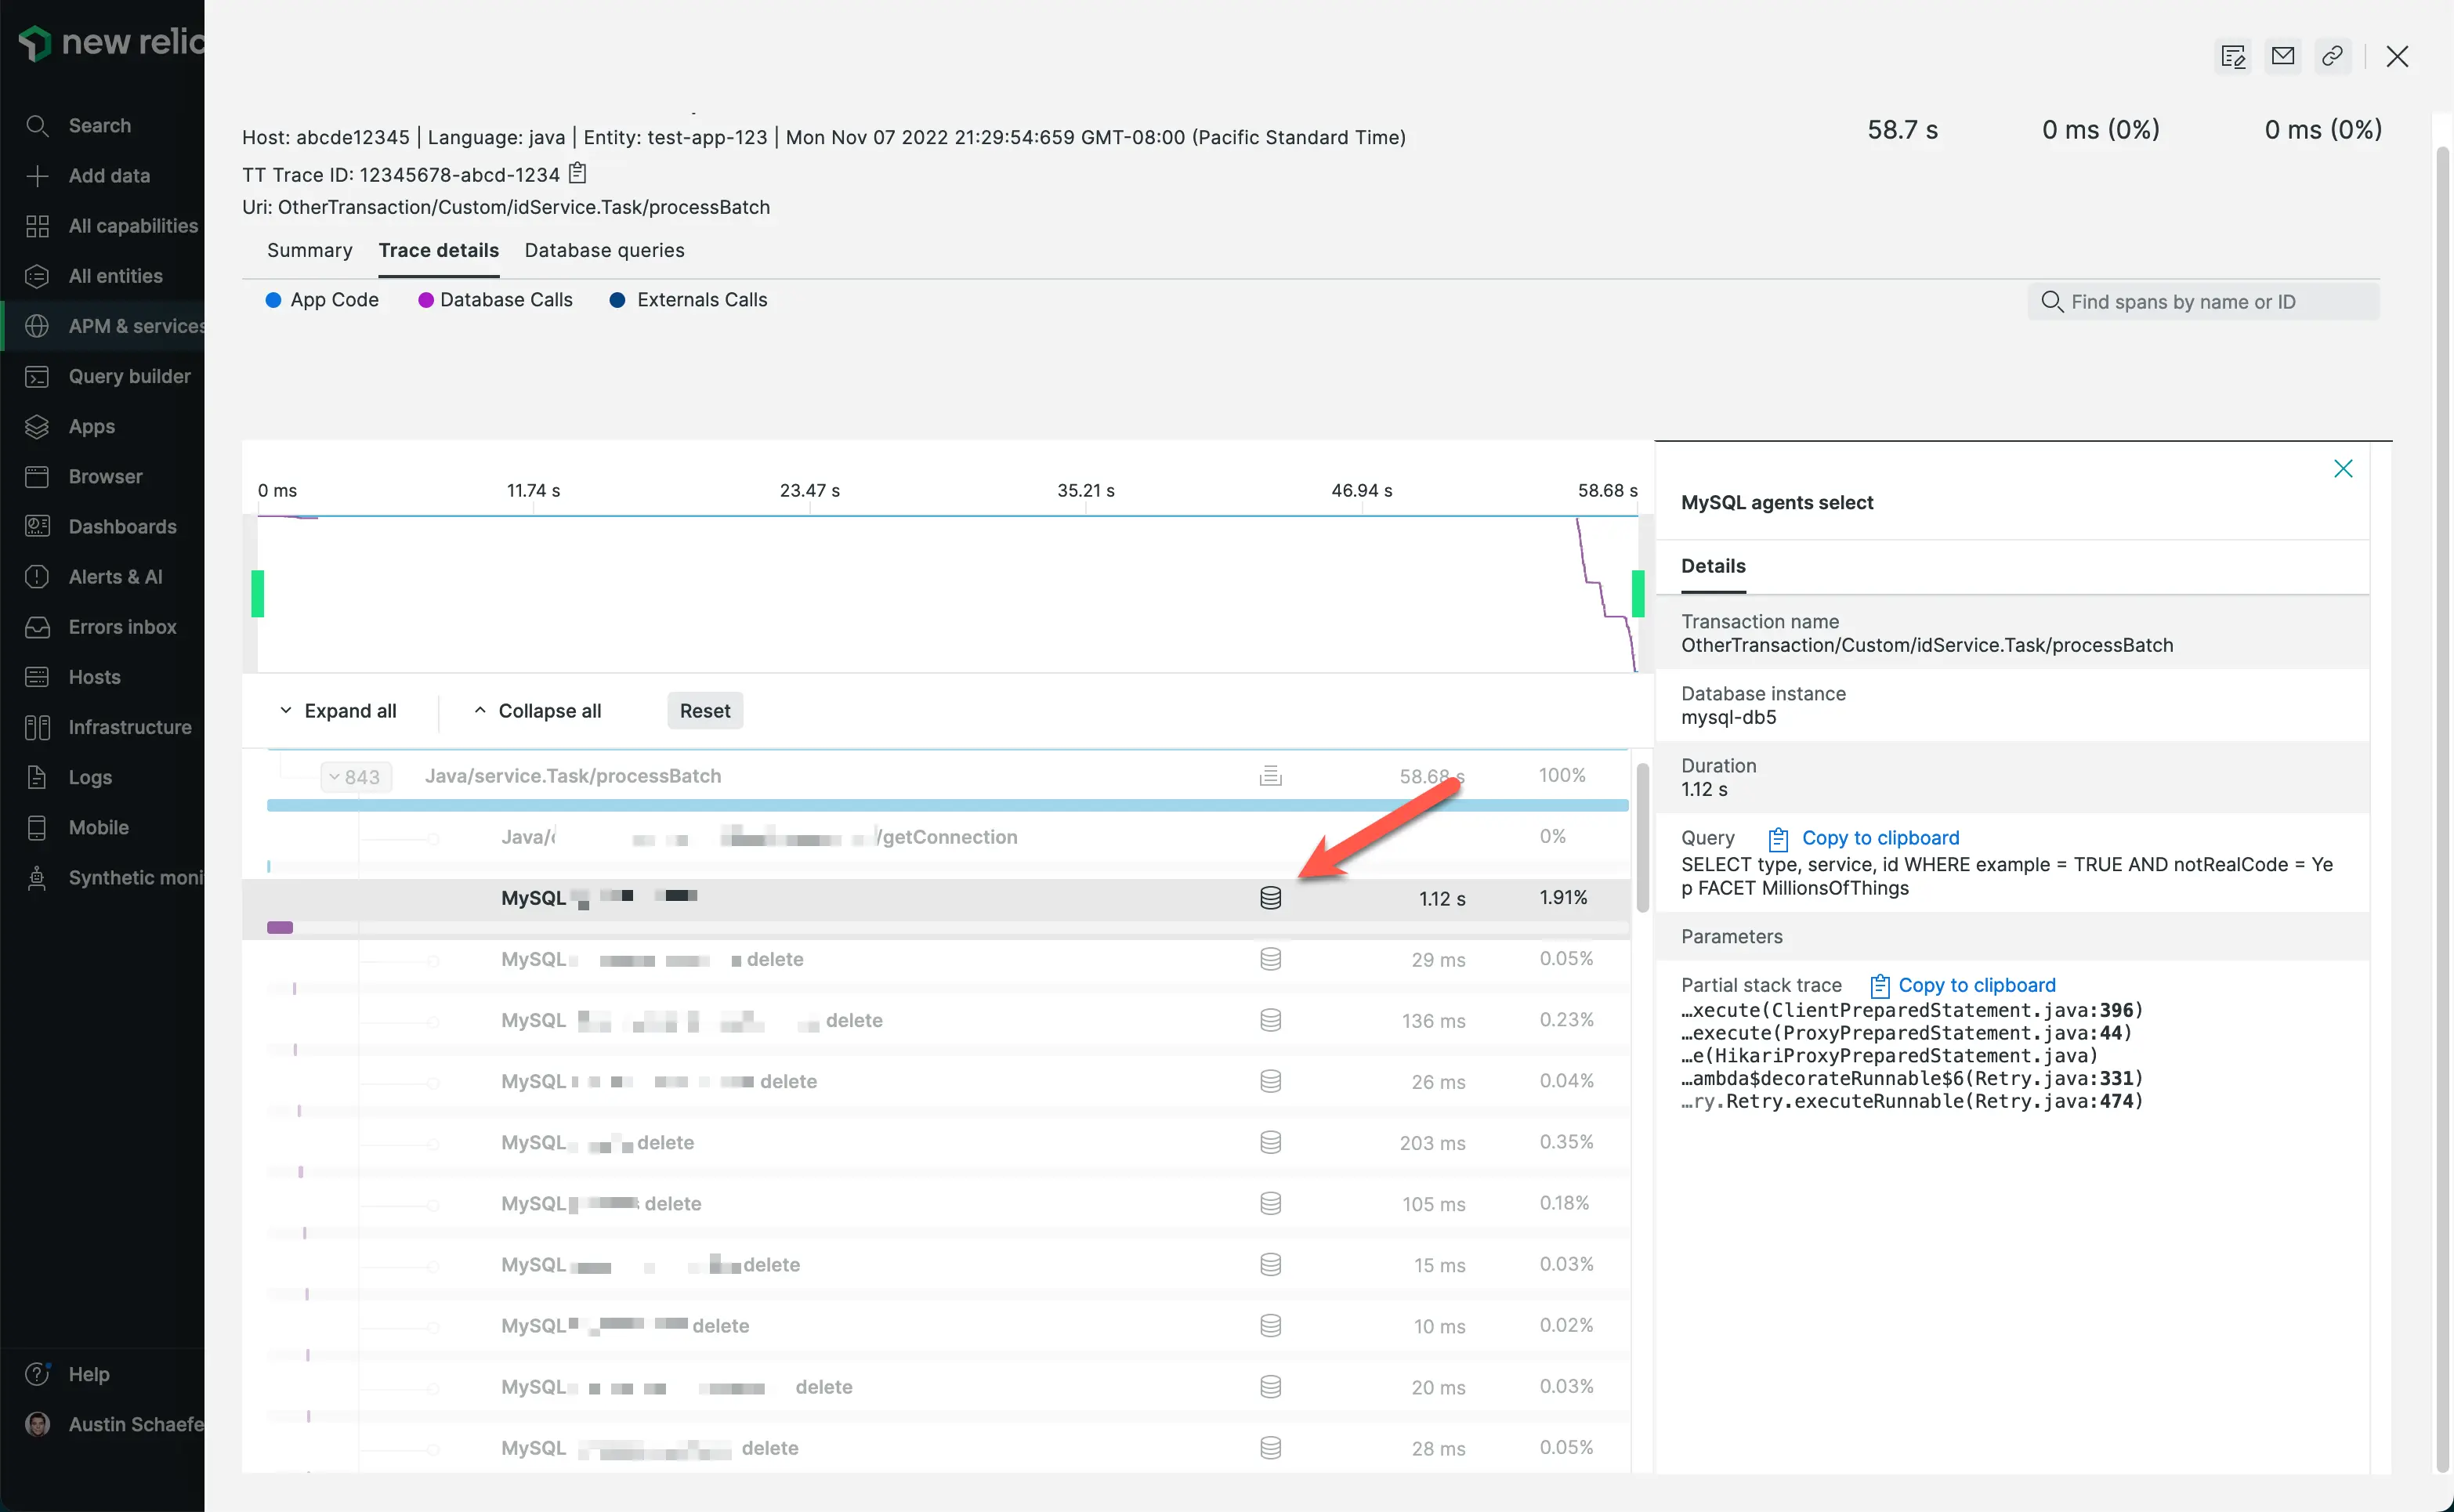 new relic
Search
Add data
All capabilities
All entities
APM & services
Query builder
Apps
Browser
Dashboards
Alerts & AI
Errors inbox
Hosts
Infrastructure
Logs
Mobile
Synthetic moni
Help
Austin Schaefe
Host: abcde12345 | Language: java | Entity: test-app-123 | Mon Nov 07 2022 21:29:54:659 GMT-08:00 (Pacific Standard Time)
58.7 s 0 ms (0%) 0 ms (0%)
TT Trace ID: 12345678-abcd-1234
Uri: OtherTransaction/Custom/idService.Task/processBatch
Summary Trace details Database queries
App Code Database Calls Externals Calls
Find spans by name or ID
0 ms 11.74 s 23.47 s 35.21 s 46.94 s 58.68 s
Expand all Collapse all Reset
843 Java/service.Task/processBatch 58.68 s 100%
Java/ /getConnection 0%
MySQL 1.12 s 1.91%
MySQL delete 29 ms 0.05%
MySQL delete 136 ms 0.23%
MySQL delete 26 ms 0.04%
MySQL delete 203 ms 0.35%
MySQL delete 105 ms 0.18%
MySQL delete 15 ms 0.03%
MySQL delete 10 ms 0.02%
MySQL delete 20 ms 0.03%
MySQL delete 28 ms 0.05%
MySQL agents select
Details
Transaction name
OtherTransaction/Custom/idService.Task/processBatch
Database instance
mysql-db5
Duration
1.12 s
Query Copy to clipboard
SELECT type, service, id WHERE example = TRUE AND notRealCode = Ye
p FACET MillionsOfThings
Parameters
Partial stack trace Copy to clipboard
…xecute(ClientPreparedStatement.java:396)
…execute(ProxyPreparedStatement.java:44)
…e(HikariProxyPreparedStatement.java)
…ambda$decorateRunnable$6(Retry.java:331)
…ry.Retry.executeRunnable(Retry.java:474)